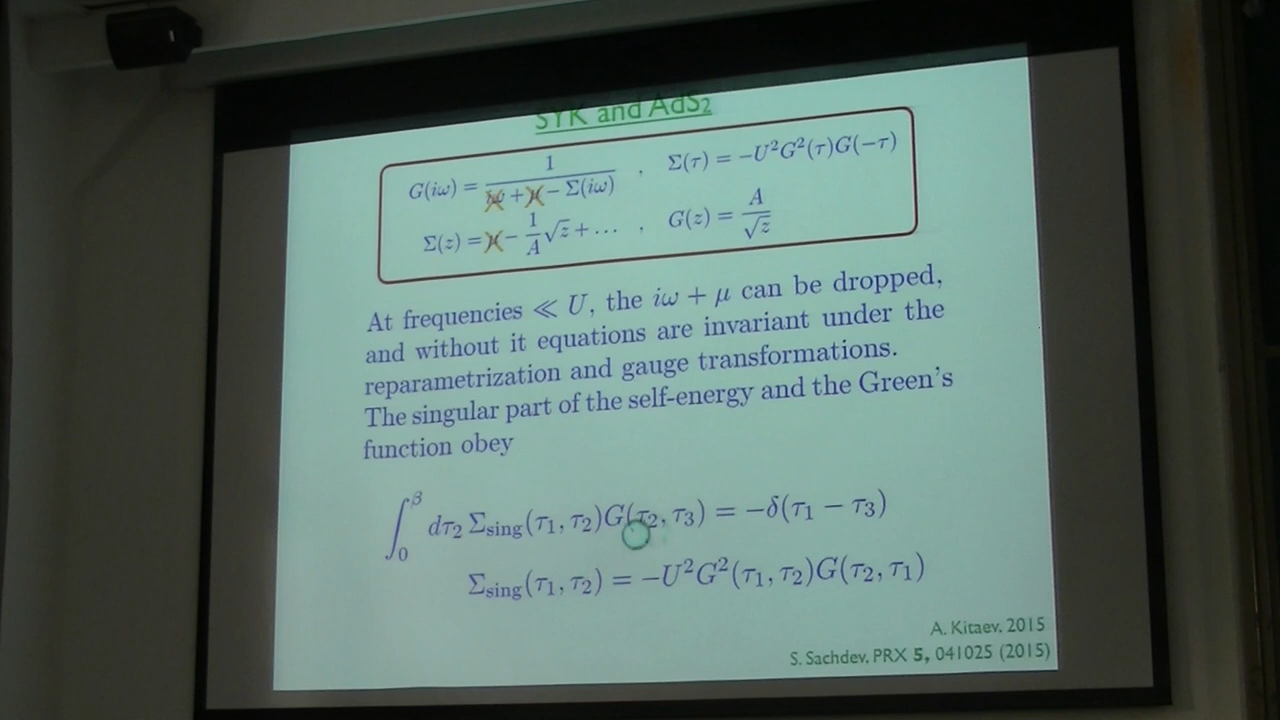 SYK and AdS₂
G(iω) = 1 / (iω + μ − Σ(iω)) , Σ(τ) = −U²G²(τ)G(−τ)
Σ(z) = μ − (1/A)√z + … , G(z) = A/√z
At frequencies ≪ U, the iω + μ can be dropped,
and without it equations are invariant under the
reparametrization and gauge transformations.
The singular part of the self-energy and the Green's
function obey
∫₀^β dτ₂ Σ_sing(τ₁, τ₂)G(τ₂, τ₃) = −δ(τ₁ − τ₃)
Σ_sing(τ₁, τ₂) = −U²G²(τ₁, τ₂)G(τ₂, τ₁)
A. Kitaev, 2015
S. Sachdev, PRX 5, 041025 (2015)